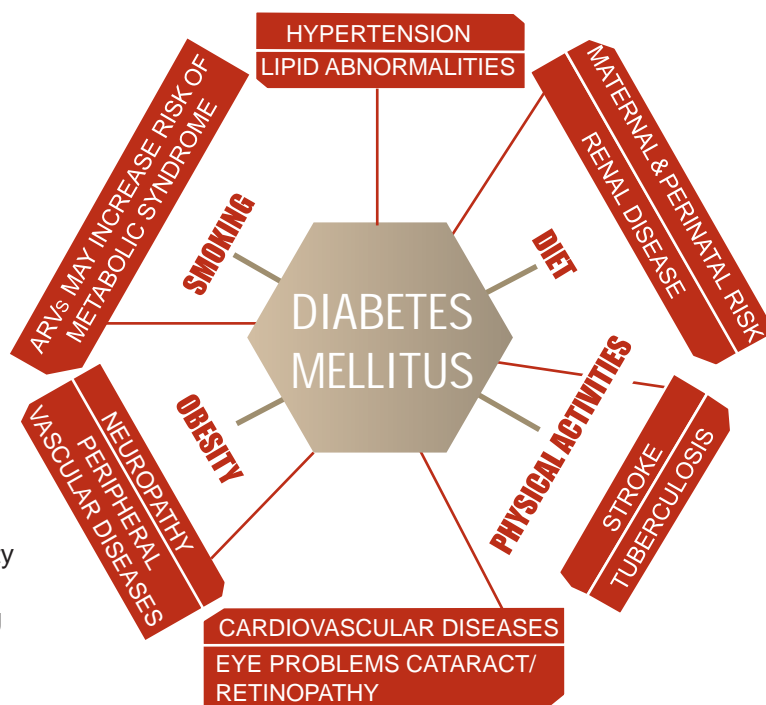 HYPERTENSION
LIPID ABNORMALITIES
MATERNAL & PERINATAL RISK
RENAL DISEASE
ARVs MAY INCREASE RISK OF
METABOLIC SYNDROME
SMOKING
DIET
DIABETES
MELLITUS
OBESITY
PHYSICAL ACTIVITIES
NEUROPATHY
PERIPHERAL
VASCULAR DISEASES
STROKE
TUBERCULOSIS
CARDIOVASCULAR DISEASES
EYE PROBLEMS CATARACT/
RETINOPATHY